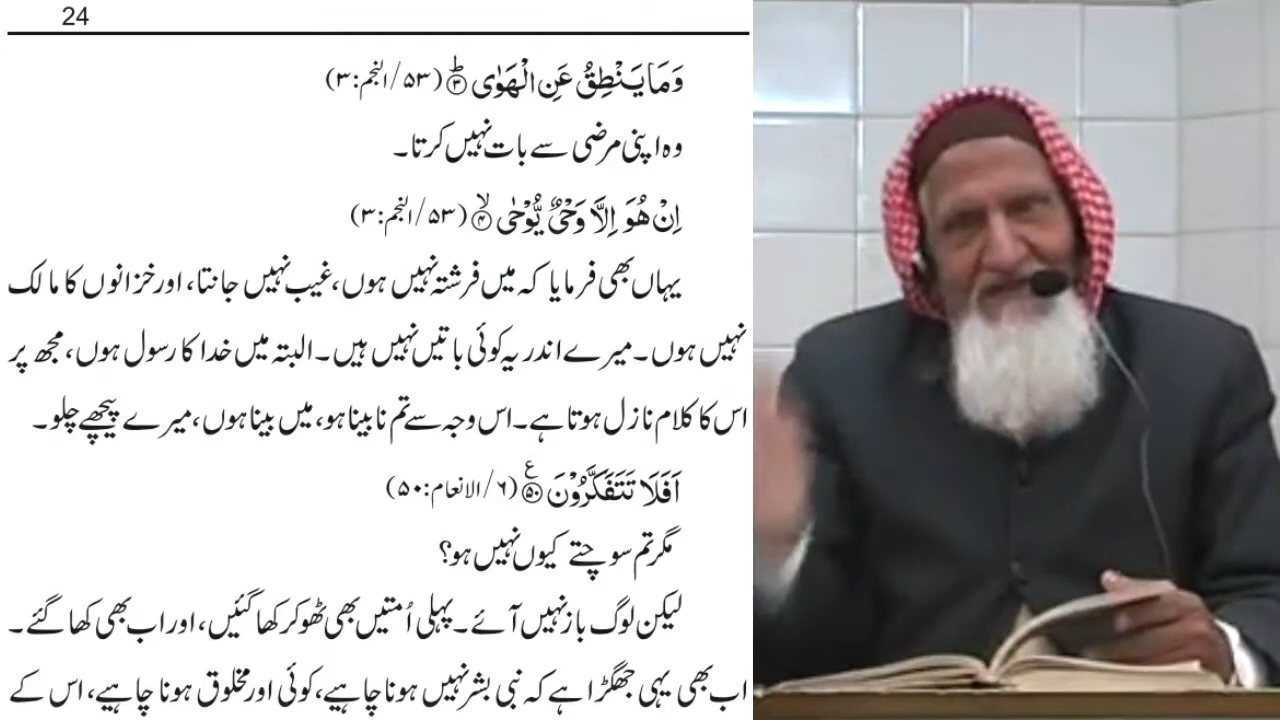 24
وَمَا يَنْطِقُ عَنِ الْهَوٰى ؕ﴿۳﴾ (۵۳/النجم:۳)
وہ اپنی مرضی سے بات نہیں کرتا۔
اِنْ هُوَ اِلَّا وَحْیٌ یُّوْحٰى ۙ﴿۴﴾ (۵۳/النجم:۳)
یہاں بھی فرمایا کہ میں فرشتہ نہیں ہوں، غیب نہیں جانتا، اور خزانوں کا مالک
نہیں ہوں۔ میرے اندر یہ کوئی باتیں نہیں ہیں۔ البتہ میں خدا کا رسول ہوں، مجھ پر
اس کا کلام نازل ہوتا ہے۔ اس وجہ سے تم نابینا ہو، میں بینا ہوں، میرے پیچھے چلو۔
اَفَلَا تَتَفَكَّرُوْنَ ﴿۵۰﴾ع (۶/الانعام:۵۰)
مگر تم سوچتے کیوں نہیں ہو؟
لیکن لوگ باز نہیں آئے۔ پہلی اُمتیں بھی ٹھوکر کھا گئیں، اور اب بھی کھا گئے۔
اب بھی یہی جھگڑا ہے کہ نبی بشر نہیں ہونا چاہیے، کوئی اور مخلوق ہونا چاہیے، اس کے